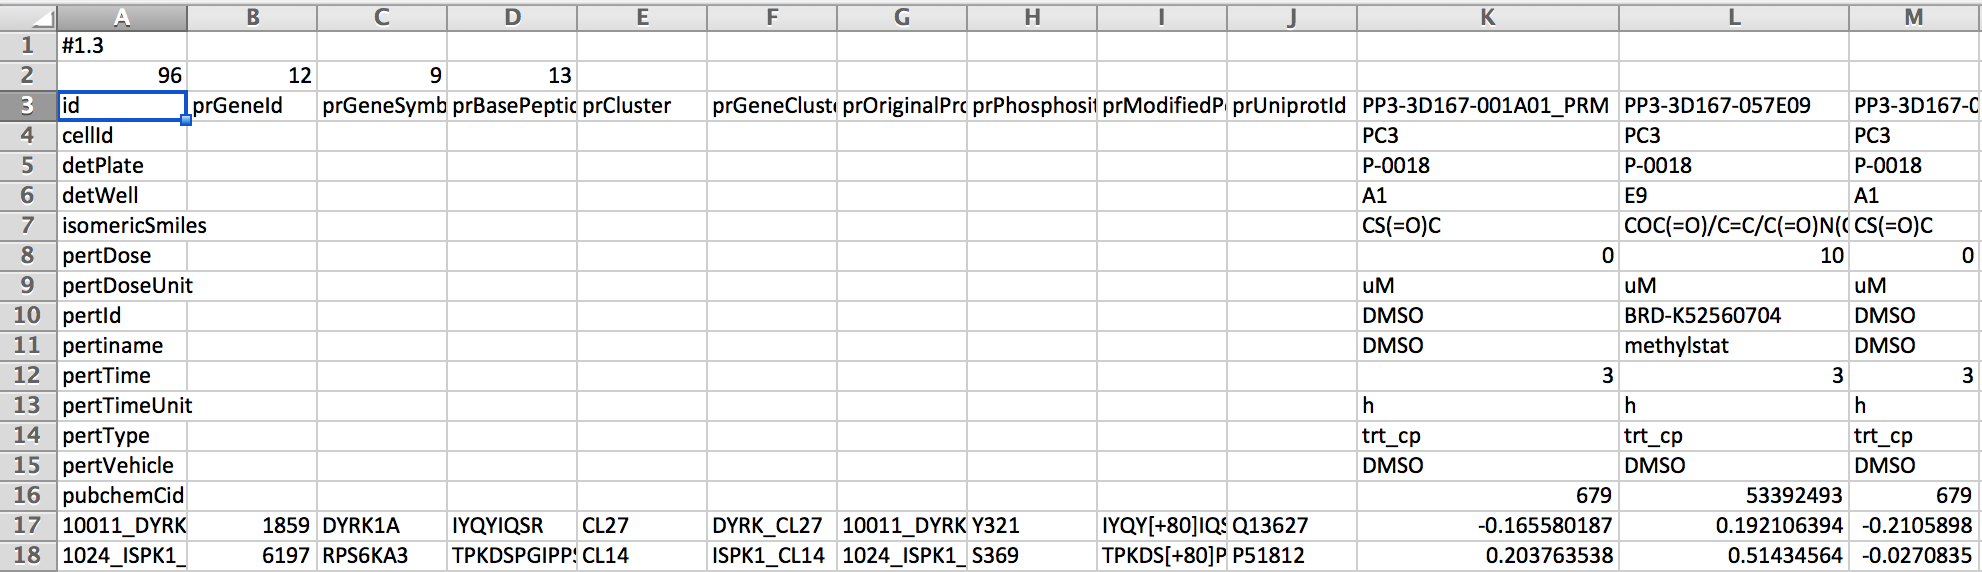 A B C D E F G H I J K L M
1 #1.3
2 96 12 9 13
3 id prGeneId prGeneSymb prBasePeptic prCluster prGeneCluste prOriginalPro prPhosphosit prModifiedPe prUniprotId PP3-3D167-001A01_PRM PP3-3D167-057E09 PP3-3D167-0
4 cellId PC3 PC3 PC3
5 detPlate P-0018 P-0018 P-0018
6 detWell A1 E9 A1
7 isomericSmiles CS(=O)C COC(=O)/C=C/C(=O)N(C CS(=O)C
8 pertDose 0 10 0
9 pertDoseUnit uM uM uM
10 pertId DMSO BRD-K52560704 DMSO
11 pertiname DMSO methylstat DMSO
12 pertTime 3 3 3
13 pertTimeUnit h h h
14 pertType trt_cp trt_cp trt_cp
15 pertVehicle DMSO DMSO DMSO
16 pubchemCid 679 53392493 679
17 10011_DYRK 1859 DYRK1A IYQYIQSR CL27 DYRK_CL27 10011_DYRK Y321 IYQY[+80]IQS Q13627 -0.165580187 0.192106394 -0.2105898
18 1024_ISPK1_ 6197 RPS6KA3 TPKDSPGIPPS CL14 ISPK1_CL14 1024_ISPK1_ S369 TPKDS[+80]P P51812 0.203763538 0.51434564 -0.0270835